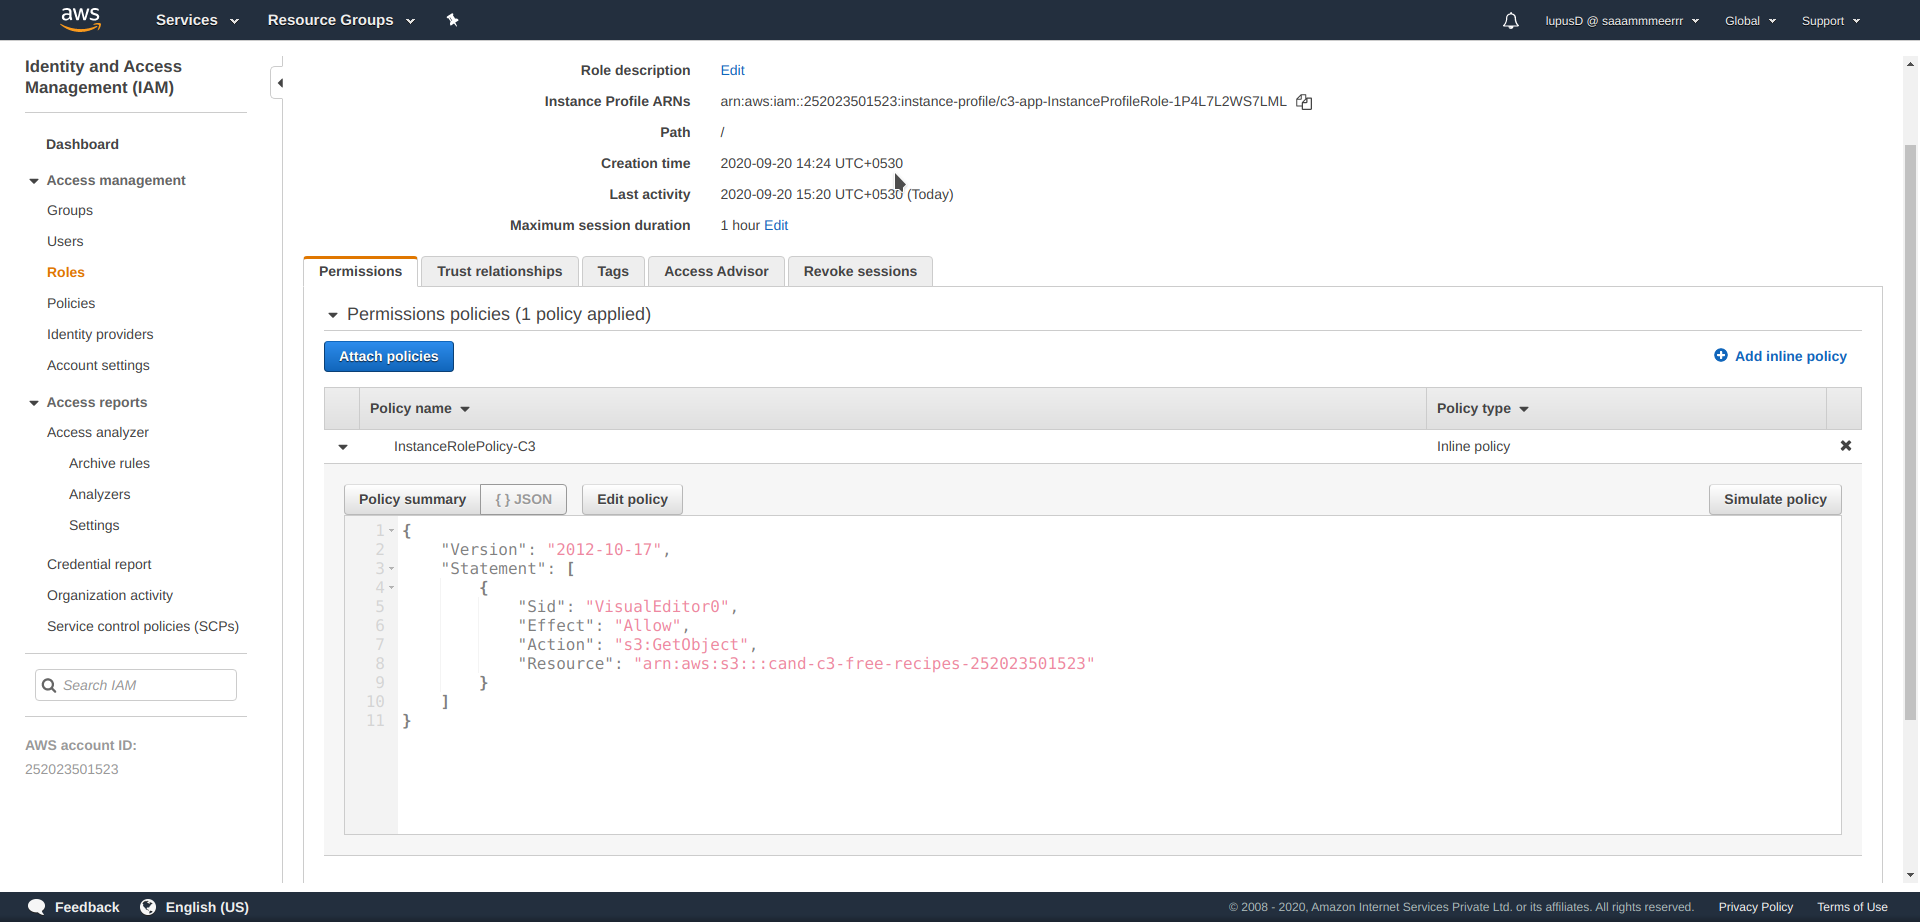 aws Services Resource Groups lupusD @ saaammmeerrr Global Support
Identity and Access
Management (IAM)
Dashboard
Access management
Groups
Users
Roles
Policies
Identity providers
Account settings
Access reports
Access analyzer
Archive rules
Analyzers
Settings
Credential report
Organization activity
Service control policies (SCPs)
Search IAM
AWS account ID:
252023501523
Role description Edit
Instance Profile ARNs arn:aws:iam::252023501523:instance-profile/c3-app-InstanceProfileRole-1P4L7L2WS7LML
Path /
Creation time 2020-09-20 14:24 UTC+0530
Last activity 2020-09-20 15:20 UTC+0530 (Today)
Maximum session duration 1 hour Edit
Permissions Trust relationships Tags Access Advisor Revoke sessions
Permissions policies (1 policy applied)
Attach policies Add inline policy
Policy name Policy type
InstanceRolePolicy-C3 Inline policy
Policy summary { } JSON Edit policy Simulate policy
1 {
2 "Version": "2012-10-17",
3 "Statement": [
4 {
5 "Sid": "VisualEditor0",
6 "Effect": "Allow",
7 "Action": "s3:GetObject",
8 "Resource": "arn:aws:s3:::cand-c3-free-recipes-252023501523"
9 }
10 ]
11 }
Feedback English (US) © 2008 - 2020, Amazon Internet Services Private Ltd. or its affiliates. All rights reserved. Privacy Policy Terms of Use